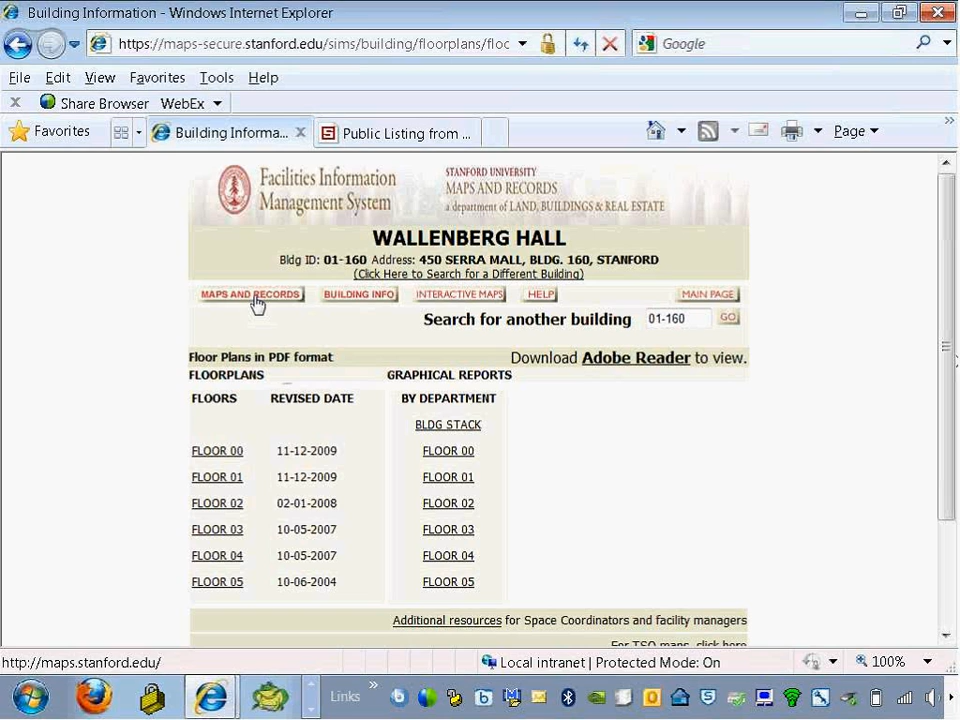 Building Information - Windows Internet Explorer
https://maps-secure.stanford.edu/sims/building/floorplans/floc
Google
File Edit View Favorites Tools Help
x Share Browser WebEx
Favorites
Building Informa...
Public Listing from ...
Page
Facilities Information
Management System
STANFORD UNIVERSITY
MAPS AND RECORDS
a department of LAND, BUILDINGS & REAL ESTATE
WALLENBERG HALL
Bldg ID: 01-160 Address: 450 SERRA MALL, BLDG. 160, STANFORD
(Click Here to Search for a Different Building)
MAPS AND RECORDS BUILDING INFO INTERACTIVE MAPS HELP MAIN PAGE
Search for another building 01-160 GO
Floor Plans in PDF format Download Adobe Reader to view.
FLOORPLANS GRAPHICAL REPORTS
FLOORS REVISED DATE BY DEPARTMENT
BLDG STACK
FLOOR 00 11-12-2009 FLOOR 00
FLOOR 01 11-12-2009 FLOOR 01
FLOOR 02 02-01-2008 FLOOR 02
FLOOR 03 10-05-2007 FLOOR 03
FLOOR 04 10-05-2007 FLOOR 04
FLOOR 05 10-06-2004 FLOOR 05
Additional resources for Space Coordinators and facility managers
For TSO maps, click here
http://maps.stanford.edu/ Local intranet | Protected Mode: On 100%
Links